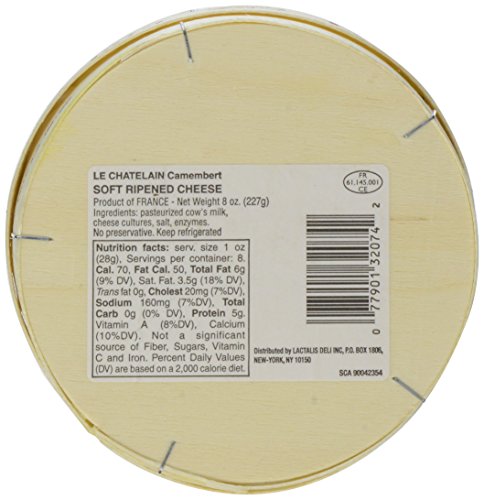 LE CHATELAIN Camembert
SOFT RIPENED CHEESE
Product of FRANCE - Net Weight 8 oz. (227g)
Ingredients: pasteurized cow's milk,
cheese cultures, salt, enzymes.
No preservative. Keep refrigerated
Nutrition facts: serv. size 1 oz
(28g), Servings per container: 8.
Cal. 70, Fat Cal. 50, Total Fat 6g
(9% DV), Sat. Fat. 3.5g (18% DV),
Trans fat 0g, Cholest 20mg (7%DV),
Sodium 160mg (7%DV), Total
Carb 0g (0% DV), Protein 5g.
Vitamin A (8%DV), Calcium
(10%DV). Not a significant
source of Fiber, Sugars, Vitamin
C and Iron. Percent Daily Values
(DV) are based on a 2,000 calorie diet.
FR
61.145.001
CE
0 77901 32074 2
Distributed by LACTALIS DELI INC, P.O. BOX 1806,
NEW-YORK, NY 10150
SCA 90042354